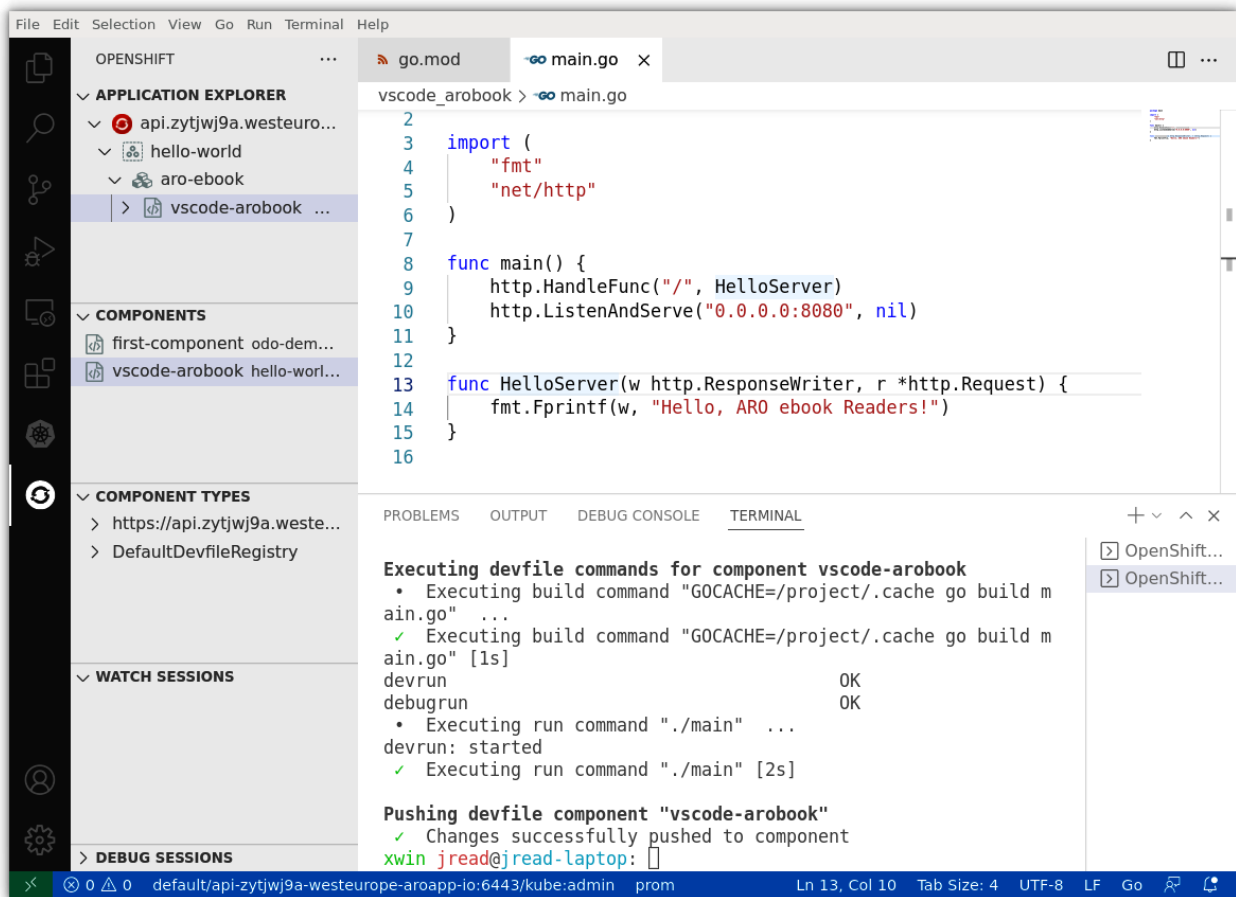 File Edit Selection View Go Run Terminal Help
OPENSHIFT ...
APPLICATION EXPLORER
api.zytjwj9a.westeuro...
hello-world
aro-ebook
vscode-arobook ...
COMPONENTS
first-component odo-dem...
vscode-arobook hello-worl...
COMPONENT TYPES
https://api.zytjwj9a.weste...
DefaultDevfileRegistry
WATCH SESSIONS
DEBUG SESSIONS
go.mod
GO main.go
vscode_arobook > GO main.go
2
3 import (
4 "fmt"
5 "net/http"
6 )
7
8 func main() {
9 http.HandleFunc("/", HelloServer)
10 http.ListenAndServe("0.0.0.0:8080", nil)
11 }
12
13 func HelloServer(w http.ResponseWriter, r *http.Request) {
14 fmt.Fprintf(w, "Hello, ARO ebook Readers!")
15 }
16
PROBLEMS OUTPUT DEBUG CONSOLE TERMINAL
Executing devfile commands for component vscode-arobook
• Executing build command "GOCACHE=/project/.cache go build m
ain.go" ...
✓ Executing build command "GOCACHE=/project/.cache go build m
ain.go" [1s]
devrun OK
debugrun OK
• Executing run command "./main" ...
devrun: started
✓ Executing run command "./main" [2s]
Pushing devfile component "vscode-arobook"
✓ Changes successfully pushed to component
xwin jread@jread-laptop:
OpenShift...
OpenShift...
0 0 default/api-zytjwj9a-westeurope-aroapp-io:6443/kube:admin prom Ln 13, Col 10 Tab Size: 4 UTF-8 LF Go